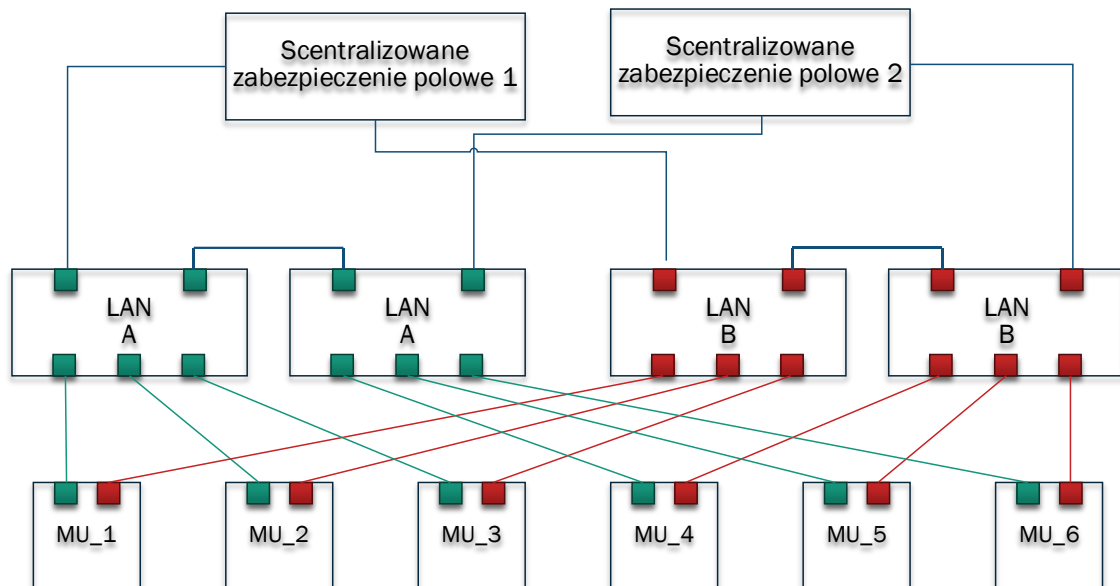 Scentralizowane
zabezpieczenie polowe 1
Scentralizowane
zabezpieczenie polowe 2
LAN
A
LAN
A
LAN
B
LAN
B
MU_1
MU_2
MU_3
MU_4
MU_5
MU_6